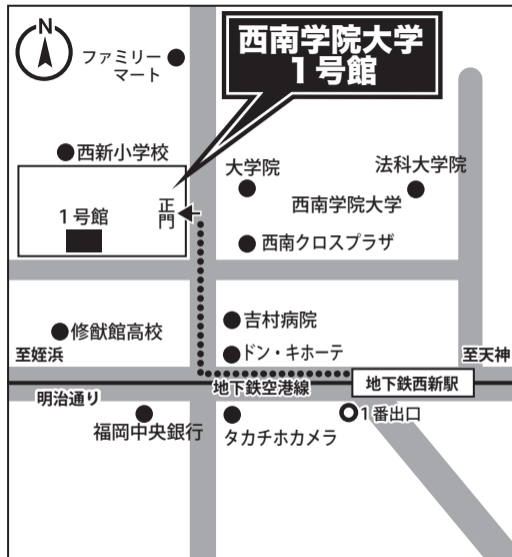 N
ファミリー
マート
西南学院大学
1号館
西新小学校
大学院
法科大学院
正門
西南学院大学
1号館
西南クロスプラザ
吉村病院
修猷館高校
ドン・キホーテ
至姪浜
至天神
地下鉄空港線
地下鉄西新駅
明治通り
1番出口
福岡中央銀行
タカチホカメラ